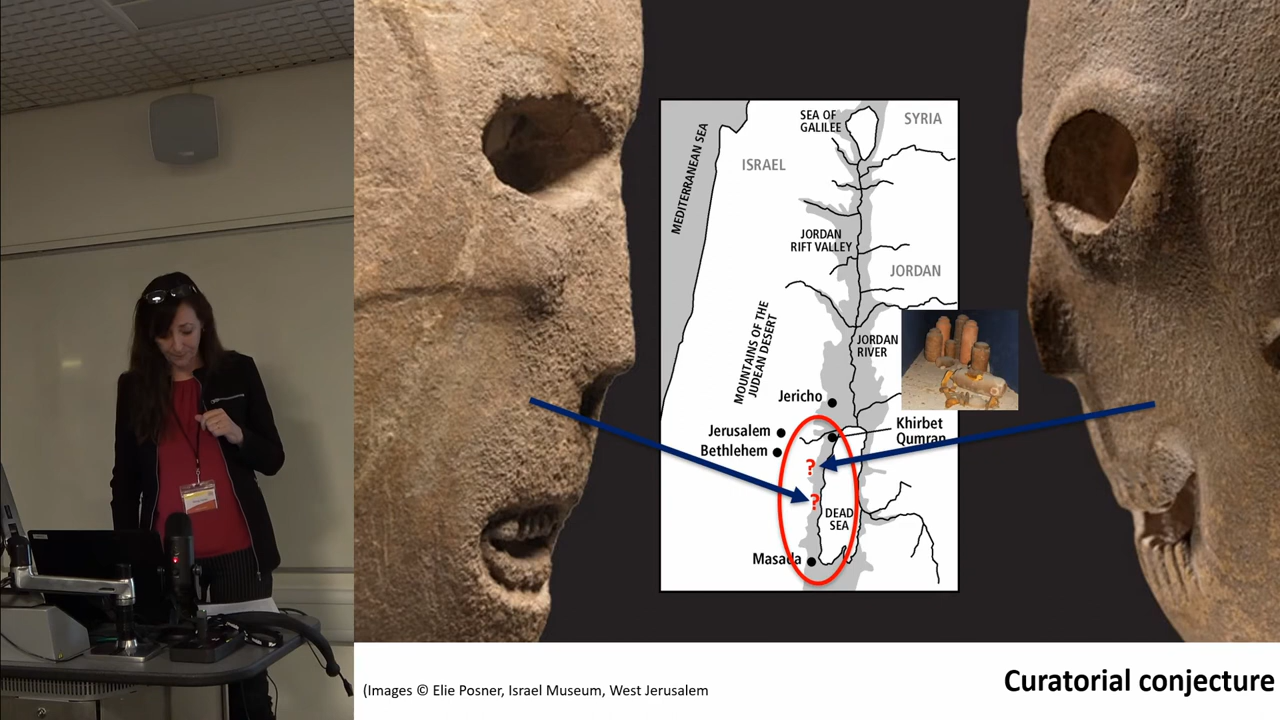 SEA OF
GALILEE
SYRIA
MEDITERRANEAN SEA
ISRAEL
JORDAN
RIFT VALLEY
JORDAN
MOUNTAINS OF THE
JUDEAN DESERT
JORDAN
RIVER
Jericho
Jerusalem
Bethlehem
Khirbet
Qumran
?
?
DEAD
SEA
Masada
(Images © Elie Posner, Israel Museum, West Jerusalem
Curatorial conjecture